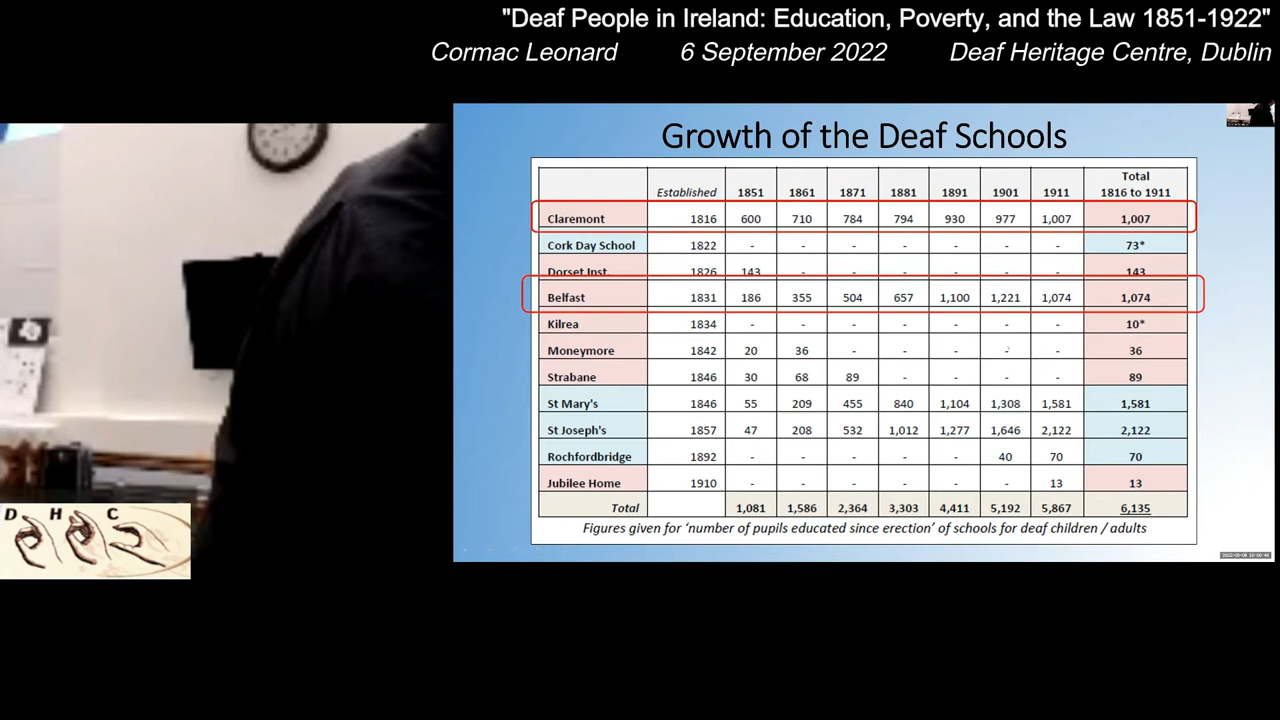 "Deaf People in Ireland: Education, Poverty, and the Law 1851-1922"
Cormac Leonard 6 September 2022 Deaf Heritage Centre, Dublin
Growth of the Deaf Schools
Established 1851 1861 1871 1881 1891 1901 1911 Total 1816 to 1911
Claremont 1816 600 710 784 794 930 977 1,007 1,007
Cork Day School 1822 - - - - - - - 73*
Dorset Inst. 1826 143 - - - - - - 143
Belfast 1831 186 355 504 657 1,100 1,221 1,074 1,074
Kilrea 1834 - - - - - - - 10*
Moneymore 1842 20 36 - - - - - 36
Strabane 1846 30 68 89 - - - - 89
St Mary's 1846 55 209 455 840 1,104 1,308 1,581 1,581
St Joseph's 1857 47 208 532 1,012 1,277 1,646 2,122 2,122
Rochfordbridge 1892 - - - - - 40 70 70
Jubilee Home 1910 - - - - - - 13 13
Total 1,081 1,586 2,364 3,303 4,411 5,192 5,867 6,135
Figures given for 'number of pupils educated since erection' of schools for deaf children / adults
D H C